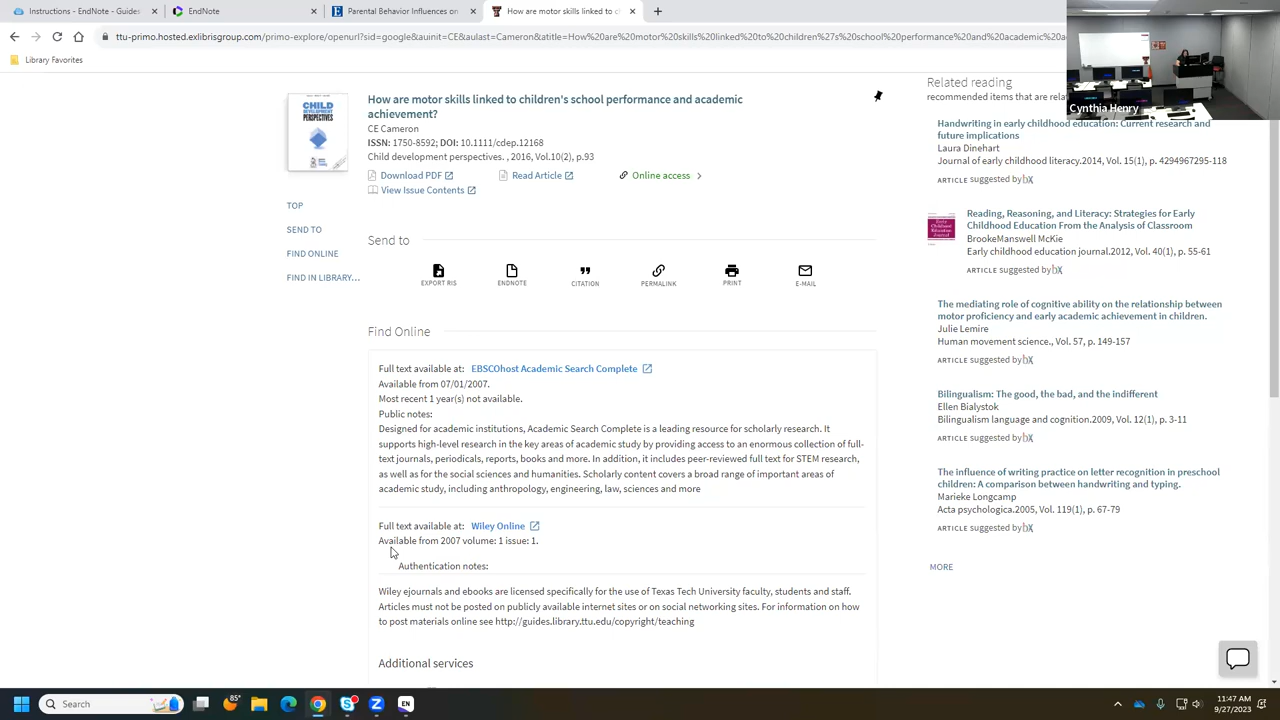 Instructions - EndNote - Guides
EndNote
Parental Behavior Influences on
How are motor skills linked to ch
ttu-primo.hosted.exlibrisgroup.com/primo-explore/openurl?sid=google&auinit=CE&aulast=Cameron&atitle=How%20are%20motor%20skills%20linked%20to%20children%27s%20school%20performance%20and%20academic%20a
Library Favorites
Cynthia Henry
How are motor skills linked to children's school performance and academic
achievement?
CE Cameron
ISSN: 1750-8592; DOI: 10.1111/cdep.12168
Child development perspectives. , 2016, Vol.10(2), p.93
Download PDF
Read Article
Online access
View Issue Contents
CHILD
DEVELOPMENT
PERSPECTIVES
TOP
SEND TO
FIND ONLINE
FIND IN LIBRARY...
Send to
EXPORT RIS
ENDNOTE
CITATION
PERMALINK
PRINT
E-MAIL
Find Online
Full text available at: EBSCOhost Academic Search Complete
Available from 07/01/2007.
Most recent 1 year(s) not available.
Public notes:
Designed for academic institutions, Academic Search Complete is a leading resource for scholarly research. It
supports high-level research in the key areas of academic study by providing access to an enormous collection of full-
text journals, periodicals, reports, books and more. In addition, it includes peer-reviewed full text for STEM research,
as well as for the social sciences and humanities. Scholarly content covers a broad range of important areas of
academic study, including anthropology, engineering, law, sciences and more
Full text available at: Wiley Online
Available from 2007 volume: 1 issue: 1.
Authentication notes:
Wiley ejournals and ebooks are licensed specifically for the use of Texas Tech University faculty, students and staff.
Articles must not be posted on publicly available internet sites or on social networking sites. For information on how
to post materials online see http://guides.library.ttu.edu/copyright/teaching
Additional services
Related reading
recommended items that are rela
Handwriting in early childhood education: Current research and
future implications
Laura Dinehart
Journal of early childhood literacy.2014, Vol. 15(1), p. 4294967295-118
ARTICLE suggested by bX
Reading, Reasoning, and Literacy: Strategies for Early
Childhood Education From the Analysis of Classroom
BrookeManswell McKie
Early childhood education journal.2012, Vol. 40(1), p. 55-61
ARTICLE suggested by bX
The mediating role of cognitive ability on the relationship between
motor proficiency and early academic achievement in children.
Julie Lemire
Human movement science., Vol. 57, p. 149-157
ARTICLE suggested by bX
Bilingualism: The good, the bad, and the indifferent
Ellen Bialystok
Bilingualism language and cognition.2009, Vol. 12(1), p. 3-11
ARTICLE suggested by bX
The influence of writing practice on letter recognition in preschool
children: A comparison between handwriting and typing.
Marieke Longcamp
Acta psychologica.2005, Vol. 119(1), p. 67-79
ARTICLE suggested by bX
MORE
Search
85°
EN
11:47 AM
9/27/2023